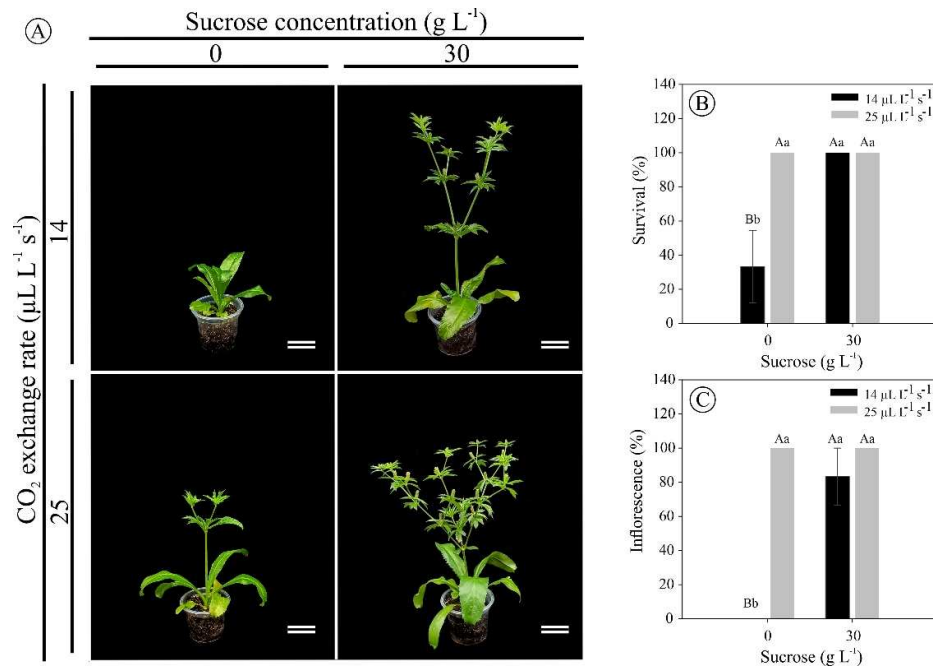 A
Sucrose concentration (g L⁻¹)
0 30
CO₂ exchange rate (µL L⁻¹ s⁻¹)
14
25
B
14 µL L⁻¹ s⁻¹
25 µL L⁻¹ s⁻¹
Survival (%)
140
120
100
80
60
40
20
0
Bb Aa Aa Aa
0 30
Sucrose (g L⁻¹)
C
14 µL L⁻¹ s⁻¹
25 µL L⁻¹ s⁻¹
Inflorescence (%)
140
120
100
80
60
40
20
0
Bb Aa Aa Aa
0 30
Sucrose (g L⁻¹)